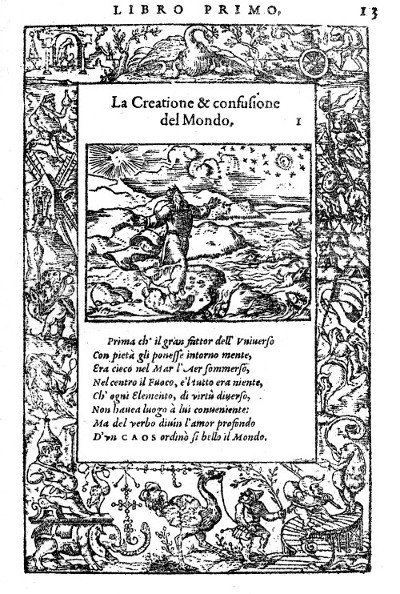 LIBRO PRIMO. 13
La Creatione & confusione
del Mondo. 1
Prima ch' il gran fattor dell' Vniuerso
Con pietà gli ponesse intorno mente,
Era cieco nel Mar l'Aer sommerso,
Nel centro il Fuoco, e'l tutto era niente,
Ch' ogni Elemento, di virtù diuerso,
Non hauea luogo à lui conueniente:
Ma del verbo diuin l'amor profondo
D'vn CAOS ordinò sì bello il Mondo.